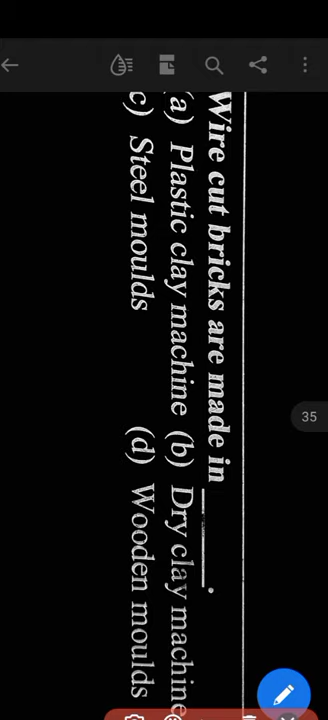 Wire cut bricks are made in ______.
(a) Plastic clay machine (b) Dry clay machine
c) Steel moulds (d) Wooden moulds
35